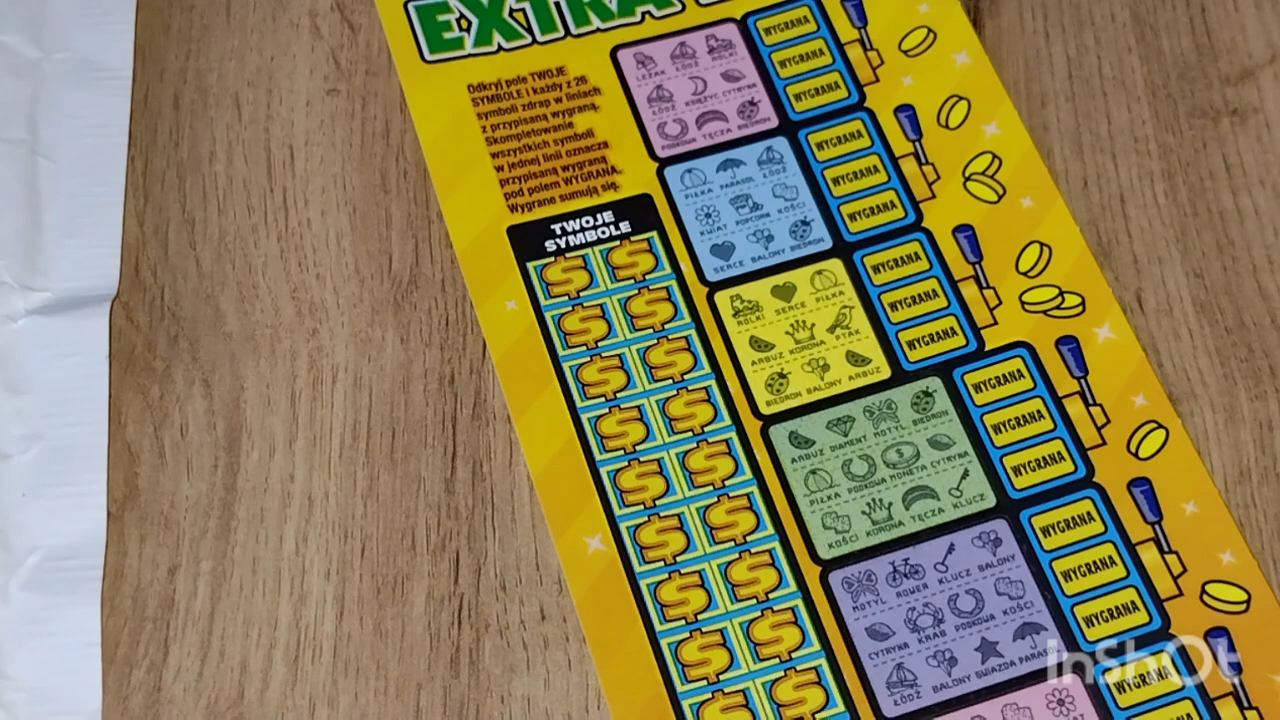 EXTRA
Odkryj pole TWOJE
SYMBOLE i każdy z 26
symboli zdrap w liniach
z przypisaną wygraną.
Skompletowanie
wszystkich symboli
w jednej linii oznacza
przypisaną wygraną
pod polem WYGRANA.
Wygrane sumują się.
TWOJE
SYMBOLE
LEŻAK ŁÓDŹ ROLKI
ŁÓDŹ KSIĘŻYC CYTRYNA
PODKOWA TĘCZA BIEDRON
WYGRANA
WYGRANA
WYGRANA
PIŁKA PARASOL ŁÓDŹ
KWIAT POPCORN KOŚCI
SERCE BALONY BIEDRON
WYGRANA
WYGRANA
WYGRANA
ROLKI SERCE PIŁKA
ARBUZ KORONA PTAK
BIEDRON BALONY ARBUZ
WYGRANA
WYGRANA
WYGRANA
ARBUZ DIAMENT MOTYL BIEDRON
PIŁKA PODKOWA MONETA CYTRYNA
KOŚCI KORONA TĘCZA KLUCZ
WYGRANA
WYGRANA
WYGRANA
MOTYL ROWER KLUCZ BALONY
CYTRYNA KRAB PODKOWA KOŚCI
ŁÓDŹ BALONY GWIAZDA PARASOL
WYGRANA
WYGRANA
WYGRANA
WYGRANA
InShOt